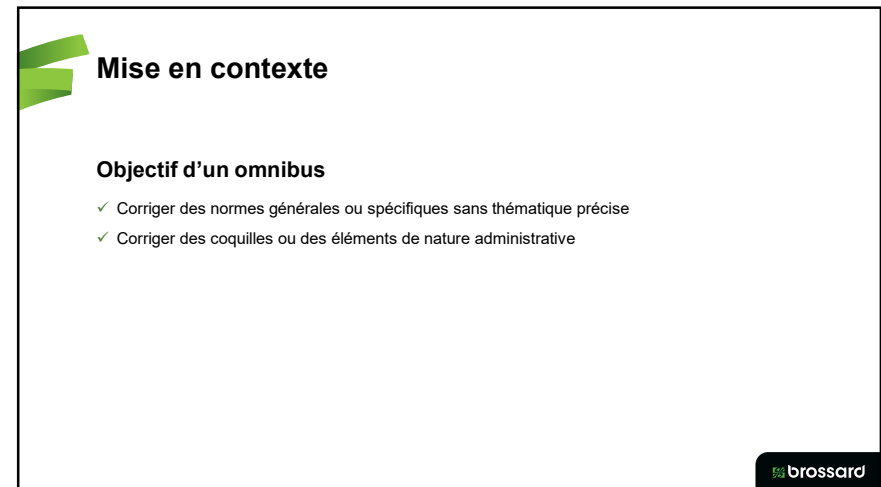 Mise en contexte
Objectif d’un omnibus
✓ Corriger des normes générales ou spécifiques sans thématique précise
✓ Corriger des coquilles ou des éléments de nature administrative
brossard